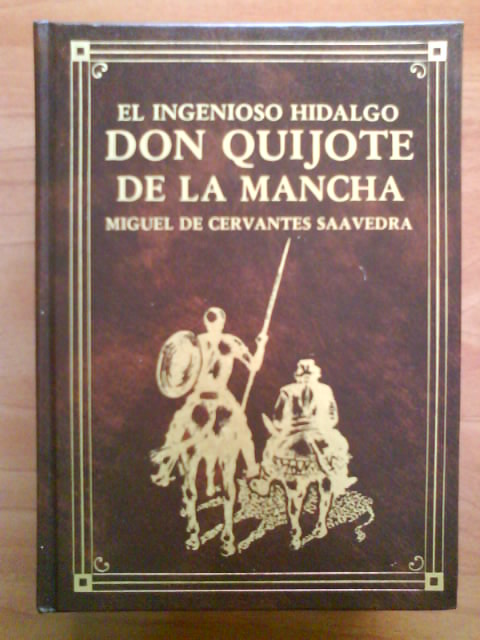 EL INGENIOSO HIDALGO
DON QUIJOTE
DE LA MANCHA
MIGUEL DE CERVANTES SAAVEDRA